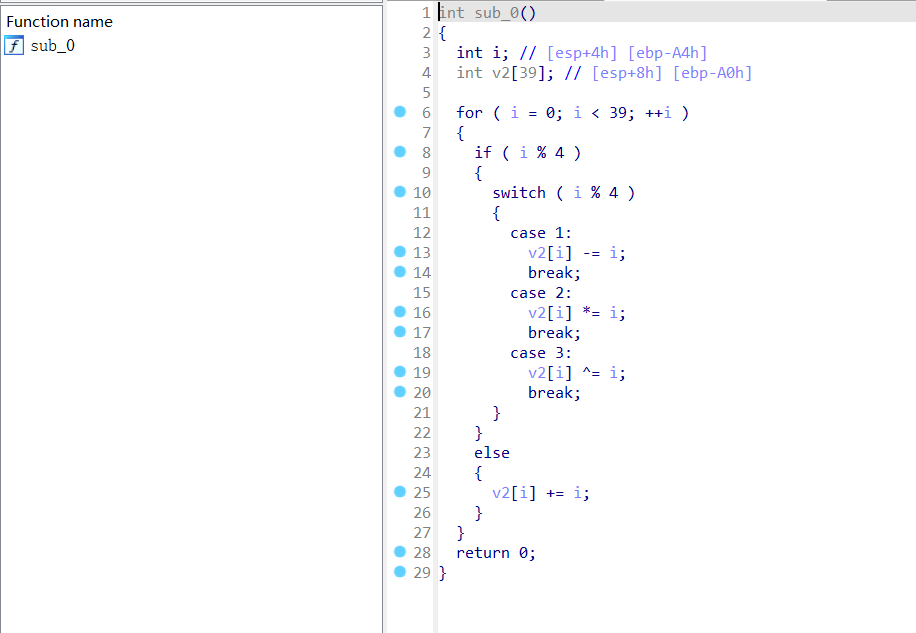 Function name
f sub_0
1 int sub_0()
2 {
3 int i; // [esp+4h] [ebp-A4h]
4 int v2[39]; // [esp+8h] [ebp-A0h]
5
6 for ( i = 0; i < 39; ++i )
7 {
8 if ( i % 4 )
9 {
10 switch ( i % 4 )
11 {
12 case 1:
13 v2[i] -= i;
14 break;
15 case 2:
16 v2[i] *= i;
17 break;
18 case 3:
19 v2[i] ^= i;
20 break;
21 }
22 }
23 else
24 {
25 v2[i] += i;
26 }
27 }
28 return 0;
29 }